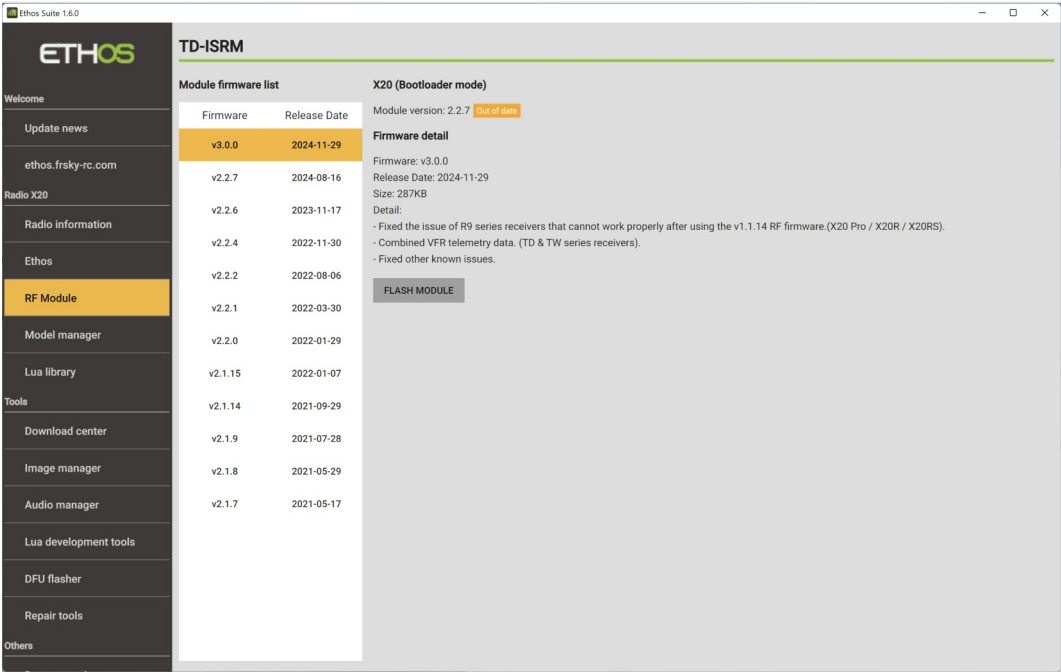 Ethos Suite 1.6.0
ETHOS
Welcome
Update news
ethos.frsky-rc.com
Radio X20
Radio information
Ethos
RF Module
Model manager
Lua library
Tools
Download center
Image manager
Audio manager
Lua development tools
DFU flasher
Repair tools
Others
TD-ISRM
Module firmware list
Firmware Release Date
v3.0.0 2024-11-29
v2.2.7 2024-08-16
v2.2.6 2023-11-17
v2.2.4 2022-11-30
v2.2.2 2022-08-06
v2.2.1 2022-03-30
v2.2.0 2022-01-29
v2.1.15 2022-01-07
v2.1.14 2021-09-29
v2.1.9 2021-07-28
v2.1.8 2021-05-29
v2.1.7 2021-05-17
X20 (Bootloader mode)
Module version: 2.2.7 Out of date
Firmware detail
Firmware: v3.0.0
Release Date: 2024-11-29
Size: 287KB
Detail:
- Fixed the issue of R9 series receivers that cannot work properly after using the v1.1.14 RF firmware.(X20 Pro / X20R / X20RS).
- Combined VFR telemetry data. (TD & TW series receivers).
- Fixed other known issues.
FLASH MODULE